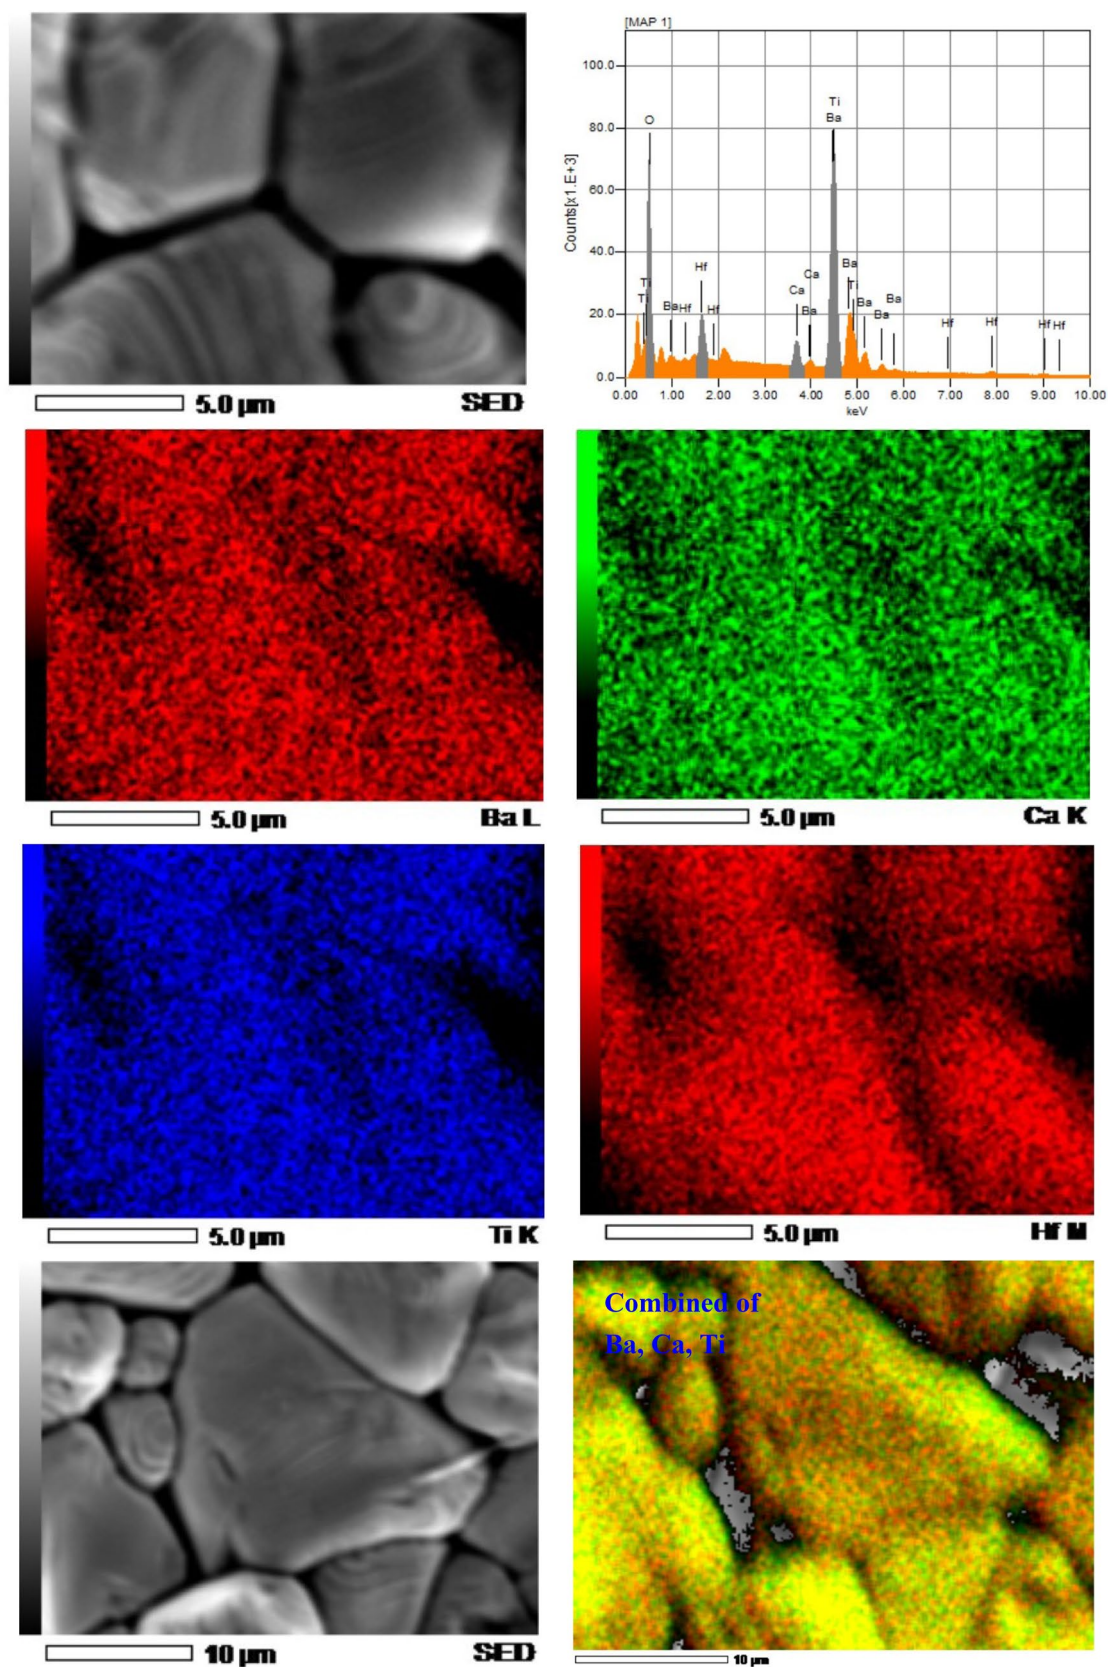 [MAP 1]
100.0
80.0
60.0
40.0
20.0
0.0
Counts[x1.E+3]
O
Ti
Ba
Ti
Ti
Ba
Hf
Hf
Hf
Ca
Ca
Ba
Ba
Ti
Ba
Ba
Ba
Hf
Hf
Hf
Hf
0.00 1.00 2.00 3.00 4.00 5.00 6.00 7.00 8.00 9.00 10.00
keV
5.0 µm SED
5.0 µm Ba L
5.0 µm Ca K
5.0 µm Ti K
5.0 µm Hf M
Combined of
Ba, Ca, Ti
10 µm SED
10 µm